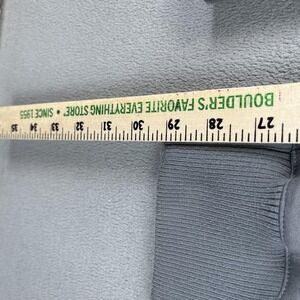 BOULDER'S FAVORITE EVERYTHING STORE • SINCE 1955
27 28 29 30 31 32 33 34 35